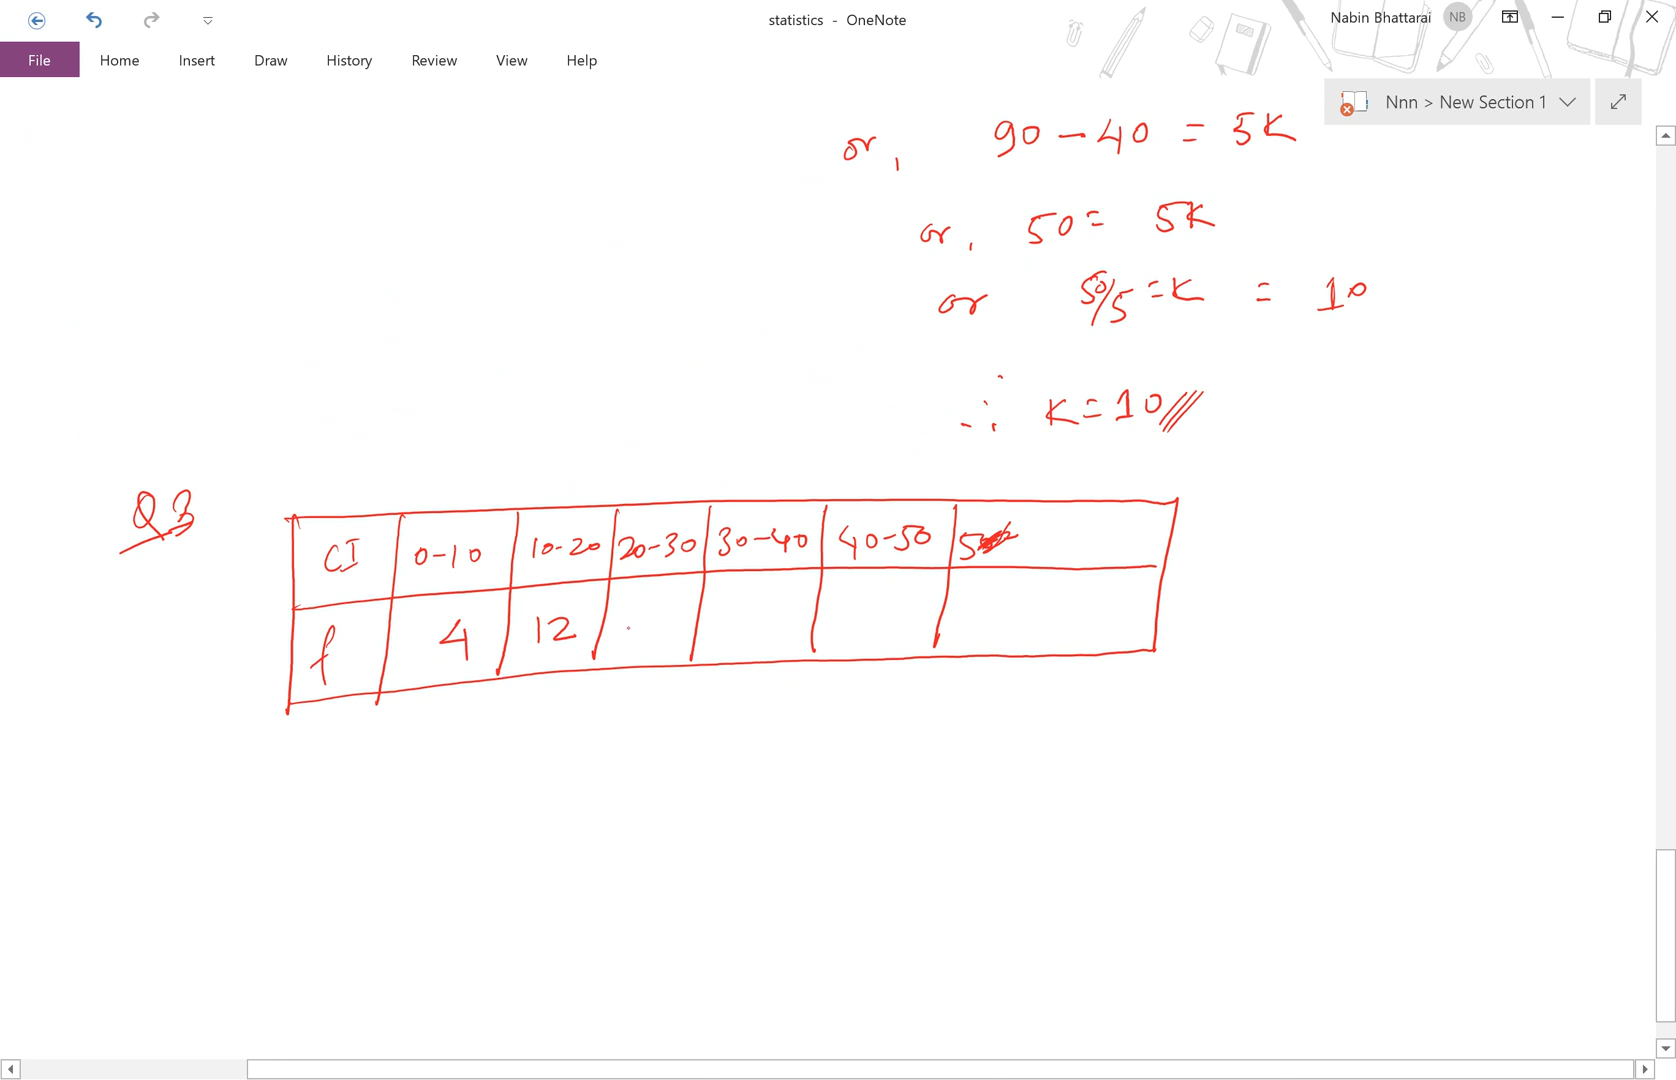 statistics - OneNote
Nabin Bhattarai NB
File Home Insert Draw History Review View Help
Nnn > New Section 1
or, 90 - 40 = 5K
or, 50 = 5K
or 50/5 = K = 10
∴ K = 10
Q3
CI 0-10 10-20 20-30 30-40 40-50 5
f 4 12